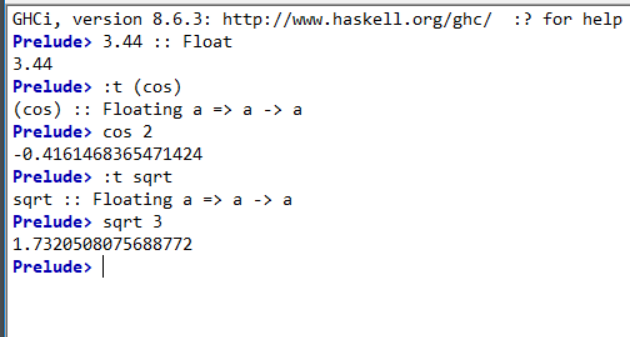 GHCi, version 8.6.3: http://www.haskell.org/ghc/  :? for help
Prelude> 3.44 :: Float
3.44
Prelude> :t (cos)
(cos) :: Floating a => a -> a
Prelude> cos 2
-0.4161468365471424
Prelude> :t sqrt
sqrt :: Floating a => a -> a
Prelude> sqrt 3
1.7320508075688772
Prelude>